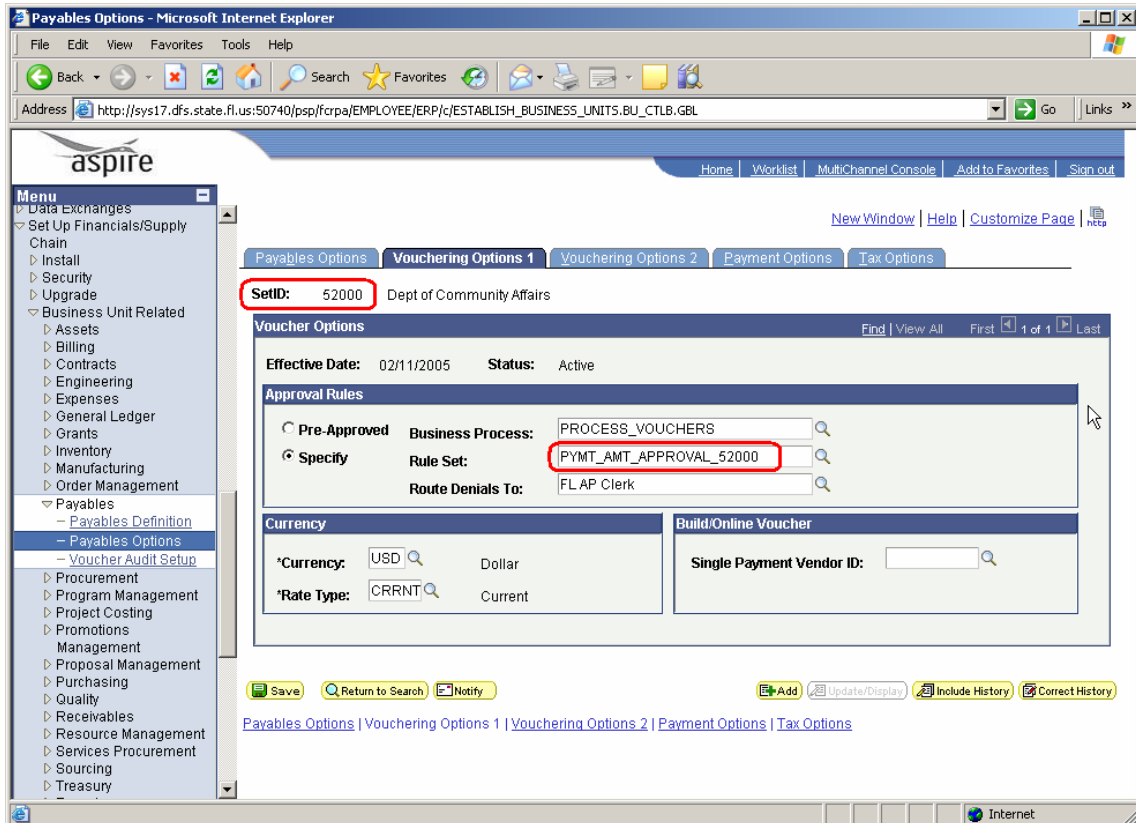 Payables Options - Microsoft Internet Explorer
File Edit View Favorites Tools Help
Back Search Favorites
Address http://sys17.dfs.state.fl.us:50740/psp/fcrpa/EMPLOYEE/ERP/c/ESTABLISH_BUSINESS_UNITS.BU_CTLB.GBL Go Links »
aspire
Home | Worklist | MultiChannel Console | Add to Favorites | Sign out
Menu
Data Exchanges
Set Up Financials/Supply
Chain
Install
Security
Upgrade
Business Unit Related
Assets
Billing
Contracts
Engineering
Expenses
General Ledger
Grants
Inventory
Manufacturing
Order Management
Payables
– Payables Definition
– Payables Options
– Voucher Audit Setup
Procurement
Program Management
Project Costing
Promotions
Management
Proposal Management
Purchasing
Quality
Receivables
Resource Management
Services Procurement
Sourcing
Treasury
New Window | Help | Customize Page | http
Payables Options Vouchering Options 1 Vouchering Options 2 Payment Options Tax Options
SetID: 52000 Dept of Community Affairs
Voucher Options Find | View All First 1 of 1 Last
Effective Date: 02/11/2005 Status: Active
Approval Rules
Pre-Approved Business Process: PROCESS_VOUCHERS
Specify Rule Set: PYMT_AMT_APPROVAL_52000
Route Denials To: FL AP Clerk
Currency
*Currency: USD Dollar
*Rate Type: CRRNT Current
Build/Online Voucher
Single Payment Vendor ID:
Save Return to Search Notify Add Update/Display Include History Correct History
Payables Options | Vouchering Options 1 | Vouchering Options 2 | Payment Options | Tax Options
Internet